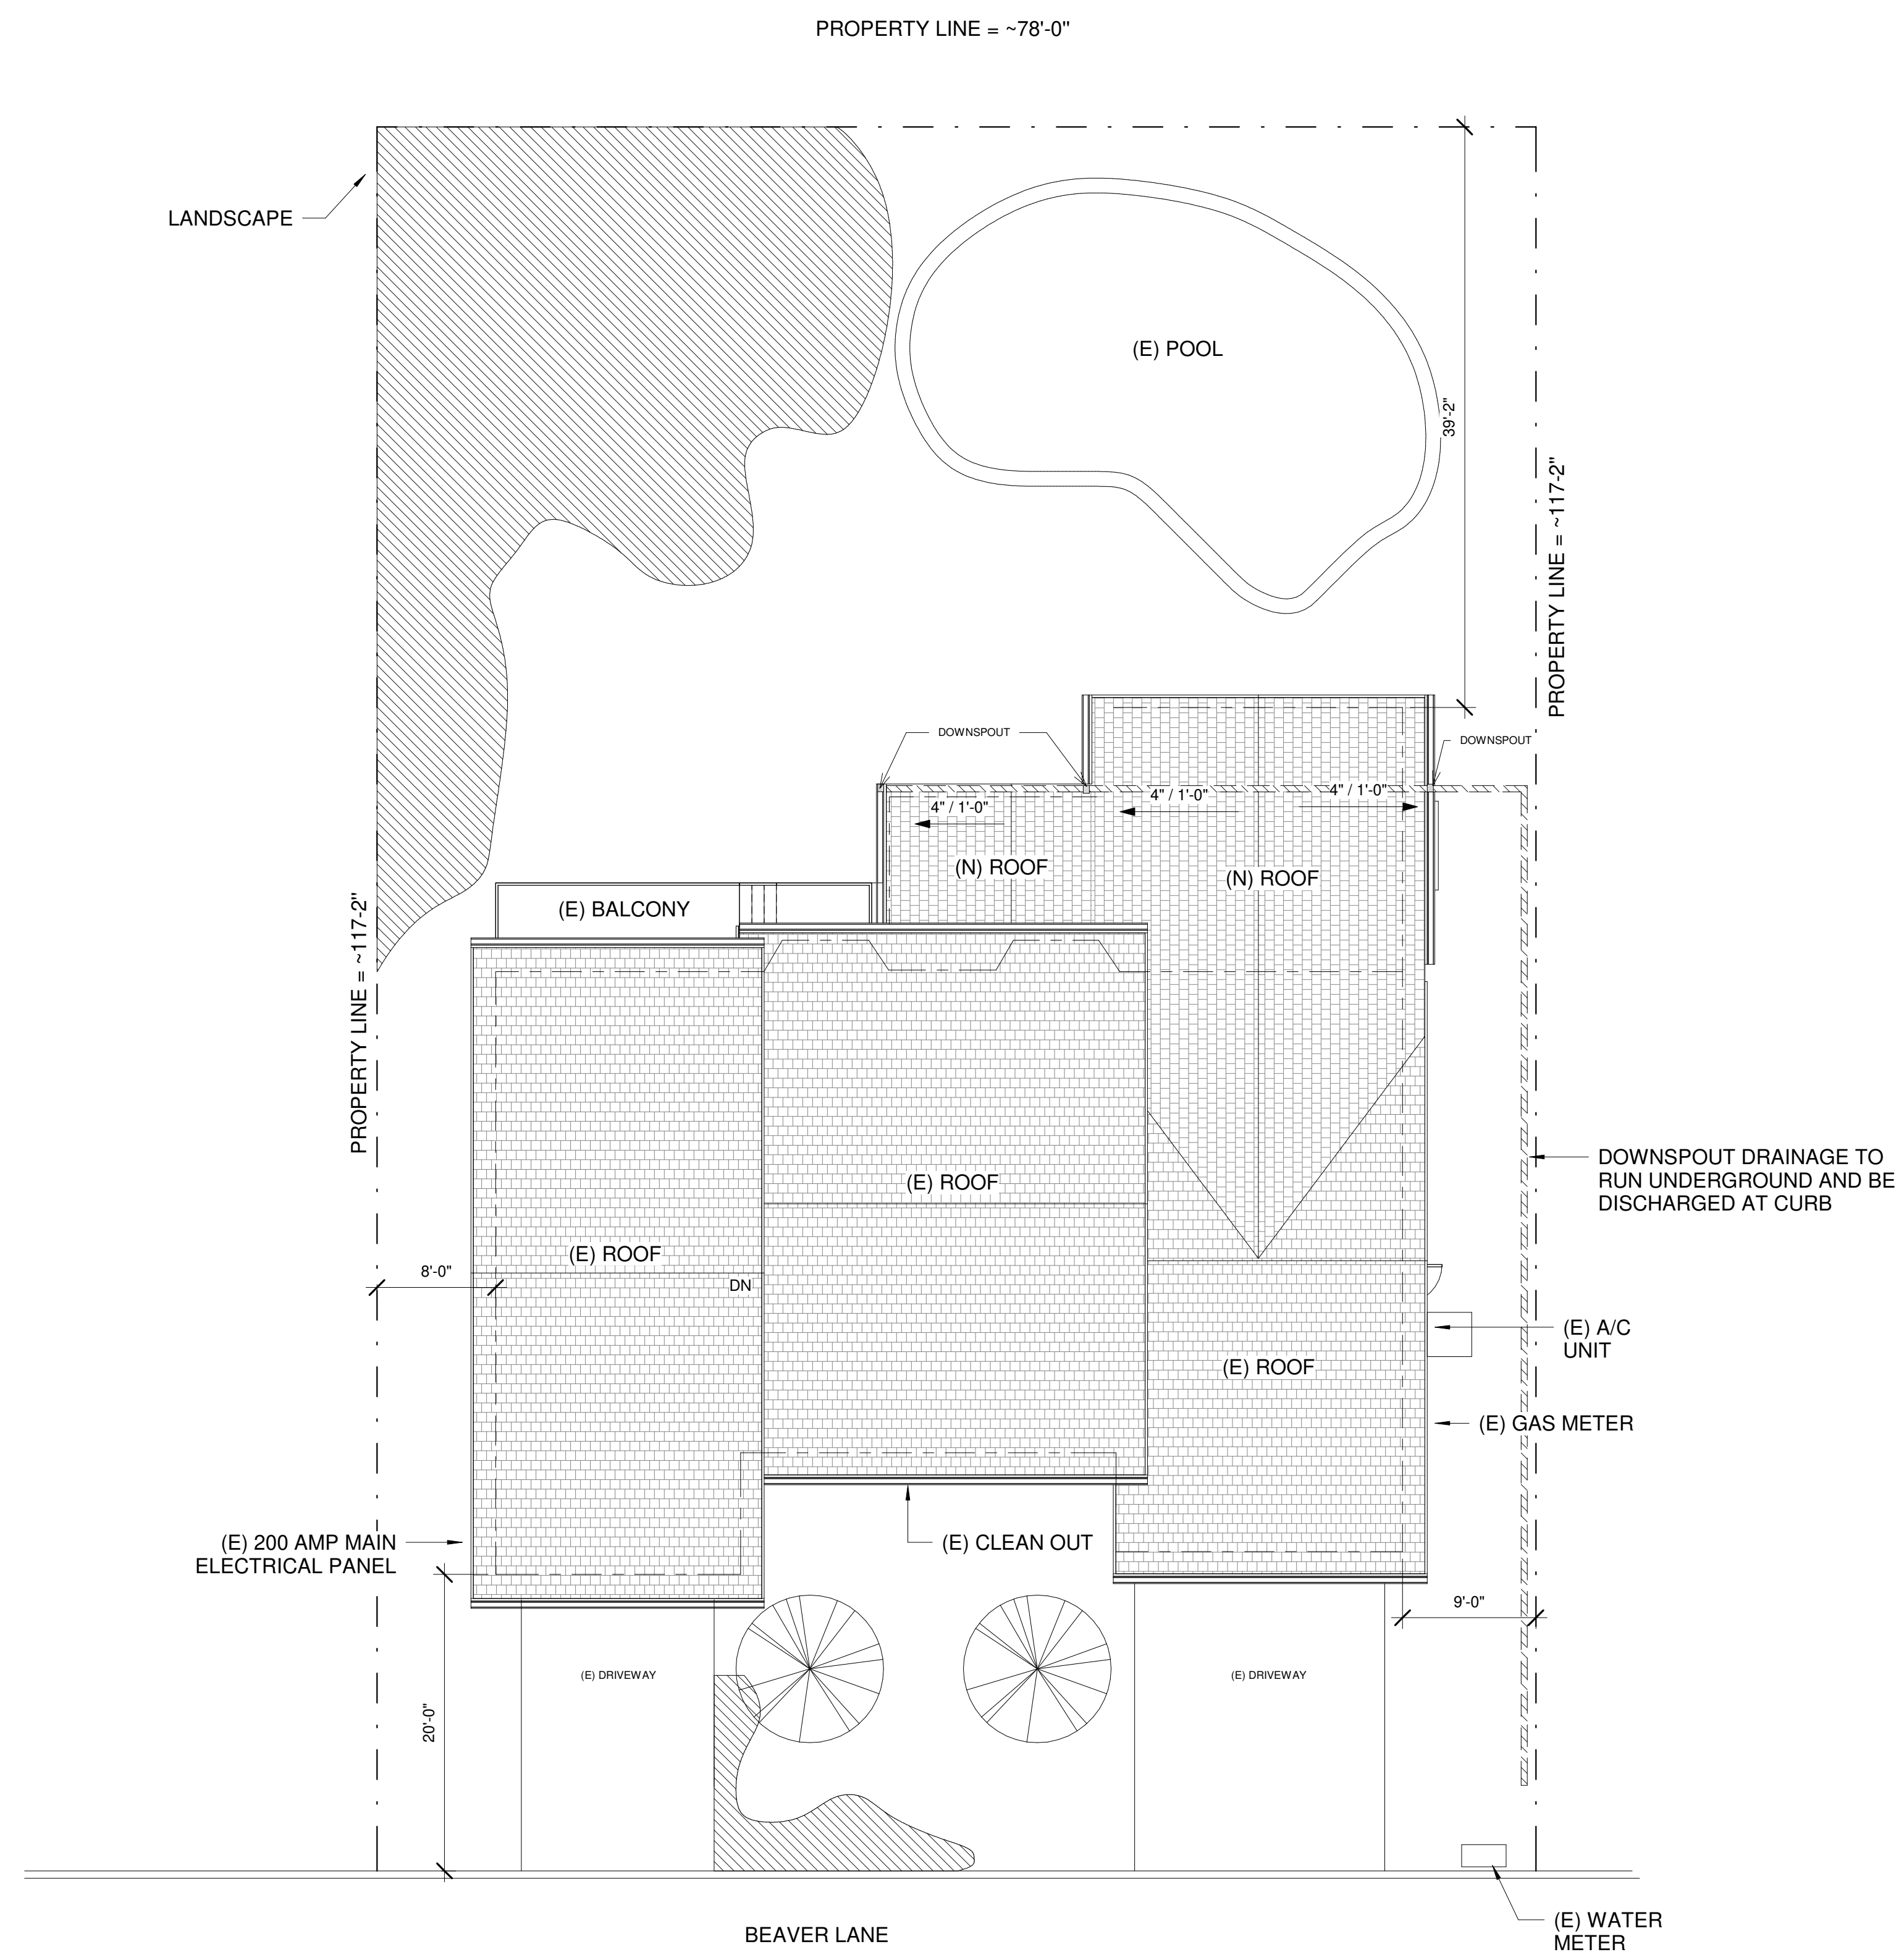 PROPERTY LINE = ~78'-0"
LANDSCAPE
(E) POOL
39'-2"
PROPERTY LINE = ~117-2"
DOWNSPOUT
DOWNSPOUT
4" / 1'-0"
4" / 1'-0"
4" / 1'-0"
(N) ROOF
(N) ROOF
(E) BALCONY
PROPERTY LINE = ~117-2"
DOWNSPOUT DRAINAGE TO
RUN UNDERGROUND AND BE
DISCHARGED AT CURB
(E) ROOF
(E) ROOF
8'-0"
DN
(E) A/C
UNIT
(E) ROOF
(E) GAS METER
(E) 200 AMP MAIN
ELECTRICAL PANEL
(E) CLEAN OUT
9'-0"
(E) DRIVEWAY
(E) DRIVEWAY
20'-0"
BEAVER LANE
(E) WATER
METER